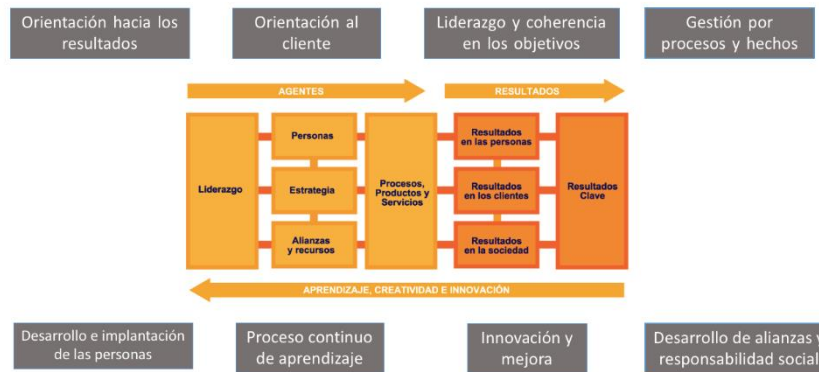 Orientación hacia los
resultados
Orientación al
cliente
Liderazgo y coherencia
en los objetivos
Gestión por
procesos y hechos
AGENTES
RESULTADOS
Liderazgo
Personas
Estrategia
Alianzas
y recursos
Procesos,
Productos y
Servicios
Resultados
en las personas
Resultados
en los clientes
Resultados
en la sociedad
Resultados
Clave
APRENDIZAJE, CREATIVIDAD E INNOVACIÓN
Desarrollo e implantación
de las personas
Proceso continuo
de aprendizaje
Innovación y
mejora
Desarrollo de alianzas y
responsabilidad social